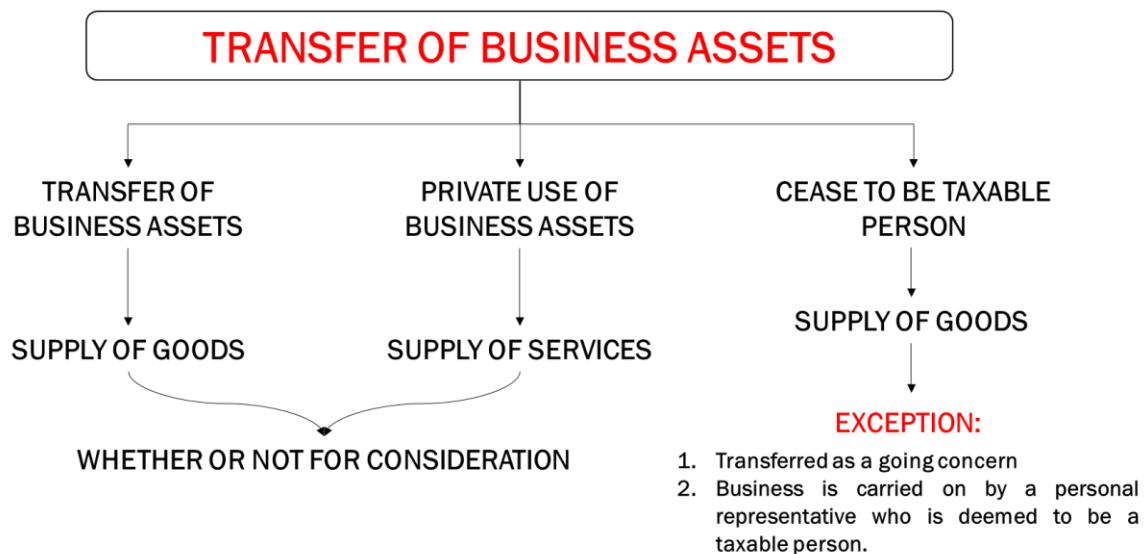 TRANSFER OF BUSINESS ASSETS
TRANSFER OF
BUSINESS ASSETS
PRIVATE USE OF
BUSINESS ASSETS
CEASE TO BE TAXABLE
PERSON
SUPPLY OF GOODS
SUPPLY OF SERVICES
SUPPLY OF GOODS
WHETHER OR NOT FOR CONSIDERATION
EXCEPTION:
1. Transferred as a going concern
2. Business is carried on by a personal
representative who is deemed to be a
taxable person.